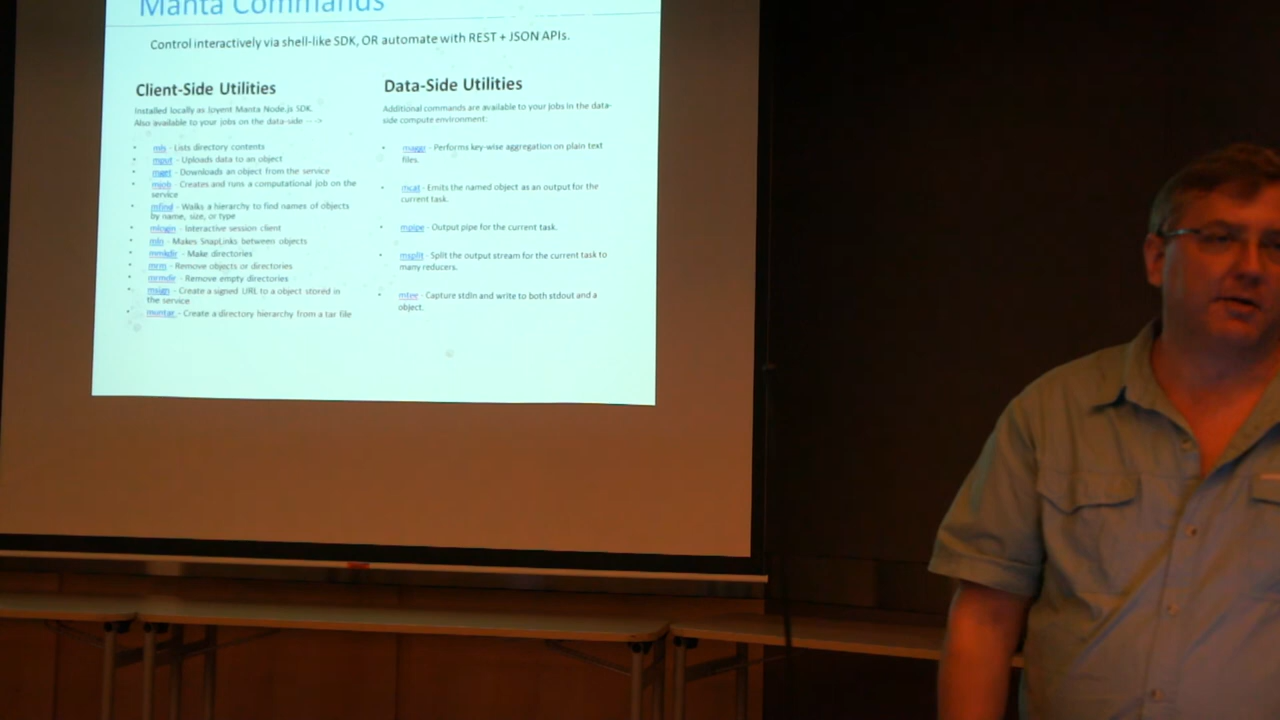 Manta Commands
Control interactively via shell-like SDK, OR automate with REST + JSON APIs.
Client-Side Utilities
Installed locally as Joyent Manta Node.js SDK.
Also available to your jobs on the data-side -- ->
• mls - Lists directory contents
• mput - Uploads data to an object
• mget - Downloads an object from the service
• mjob - Creates and runs a computational job on the
service
• mfind - Walks a hierarchy to find names of objects
by name, size, or type
• mlogin - Interactive session client
• mln - Makes SnapLinks between objects
• mmkdir - Make directories
• mrm - Remove objects or directories
• mrmdir - Remove empty directories
• msign - Create a signed URL to a object stored in
the service
• muntar - Create a directory hierarchy from a tar file
Data-Side Utilities
Additional commands are available to your jobs in the data-
side compute environment:
• maggr - Performs key-wise aggregation on plain text
files.
• mcat - Emits the named object as an output for the
current task.
• mpipe - Output pipe for the current task.
• msplit - Split the output stream for the current task to
many reducers.
• mtee - Capture stdin and write to both stdout and a
object.